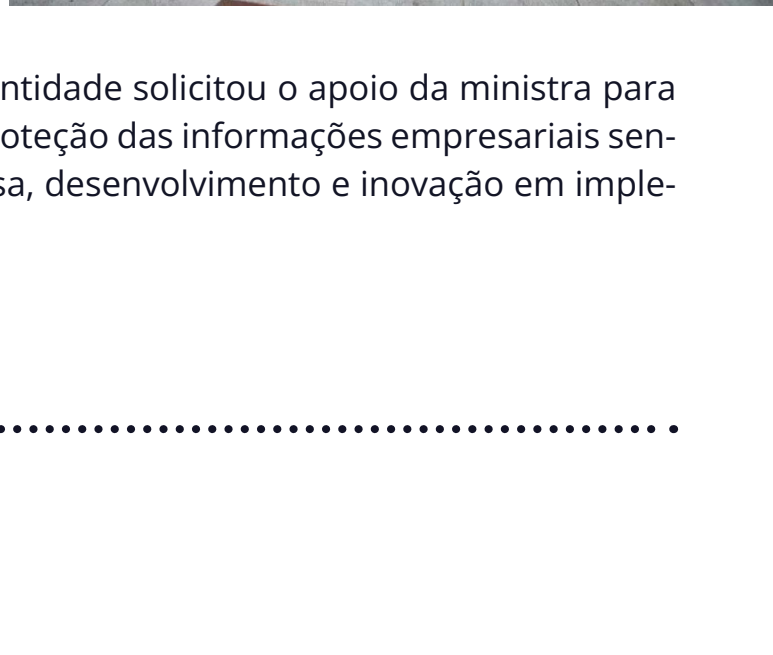 ntidade solicitou o apoio da ministra para
oteção das informações empresariais sen-
sa, desenvolvimento e inovação em imple-